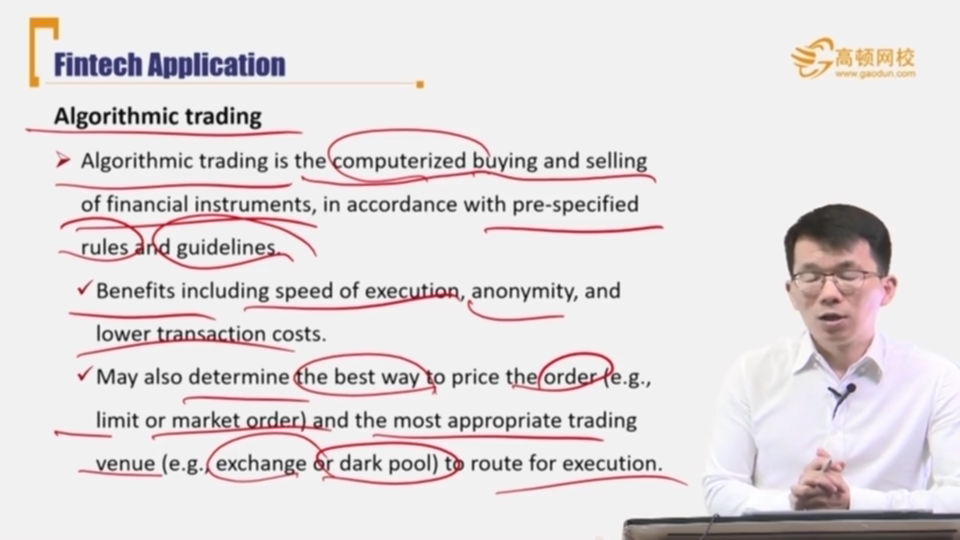 Fintech Application
高顿网校
www.gaodun.com
Algorithmic trading
Algorithmic trading is the computerized buying and selling
of financial instruments, in accordance with pre-specified
rules and guidelines.
Benefits including speed of execution, anonymity, and
lower transaction costs.
May also determine the best way to price the order (e.g.,
limit or market order) and the most appropriate trading
venue (e.g., exchange or dark pool) to route for execution.